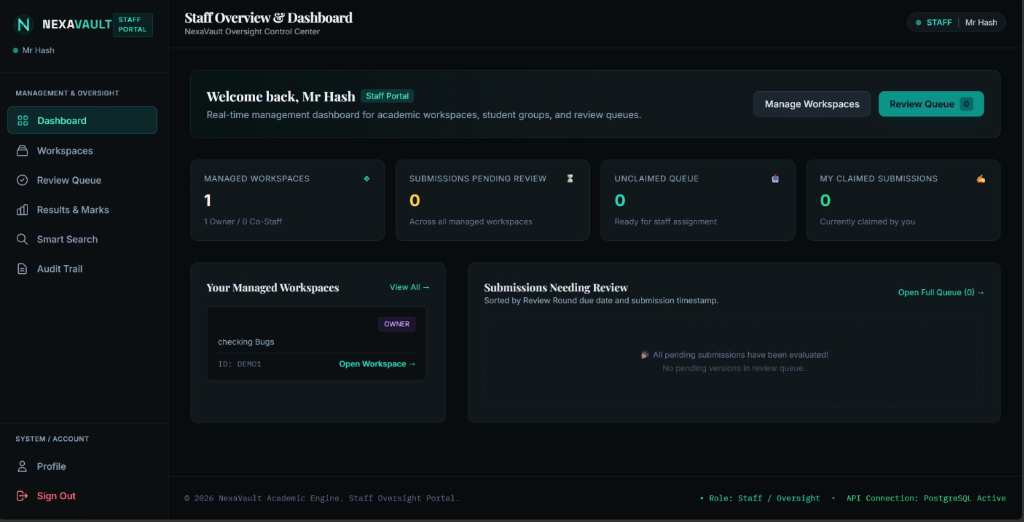 N NEXAVAULT STAFF PORTAL
Mr Hash
MANAGEMENT & OVERSIGHT
Dashboard
Workspaces
Review Queue
Results & Marks
Smart Search
Audit Trail
SYSTEM / ACCOUNT
Profile
Sign Out
Staff Overview & Dashboard
NexaVault Oversight Control Center
STAFF | Mr Hash
Welcome back, Mr Hash Staff Portal
Real-time management dashboard for academic workspaces, student groups, and review queues.
Manage Workspaces
Review Queue 0
MANAGED WORKSPACES
1
1 Owner / 0 Co-Staff
SUBMISSIONS PENDING REVIEW
0
Across all managed workspaces
UNCLAIMED QUEUE
0
Ready for staff assignment
MY CLAIMED SUBMISSIONS
0
Currently claimed by you
Your Managed Workspaces
View All →
OWNER
checking Bugs
ID: DEMO1
Open Workspace →
Submissions Needing Review
Sorted by Review Round due date and submission timestamp.
Open Full Queue (0) →
🎉 All pending submissions have been evaluated!
No pending versions in review queue.
© 2026 NexaVault Academic Engine. Staff Oversight Portal.
• Role: Staff / Oversight • API Connection: PostgreSQL Active